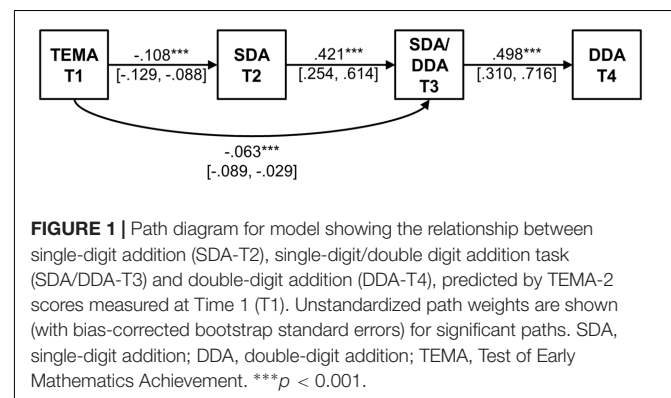 TEMA
T1
-.108***
[-.129, -.088]
SDA
T2
.421***
[.254, .614]
SDA/
DDA
T3
.498***
[.310, .716]
DDA
T4
-.063***
[-.089, -.029]
FIGURE 1 | Path diagram for model showing the relationship between
single-digit addition (SDA-T2), single-digit/double digit addition task
(SDA/DDA-T3) and double-digit addition (DDA-T4), predicted by TEMA-2
scores measured at Time 1 (T1). Unstandardized path weights are shown
(with bias-corrected bootstrap standard errors) for significant paths. SDA,
single-digit addition; DDA, double-digit addition; TEMA, Test of Early
Mathematics Achievement. ***p < 0.001.